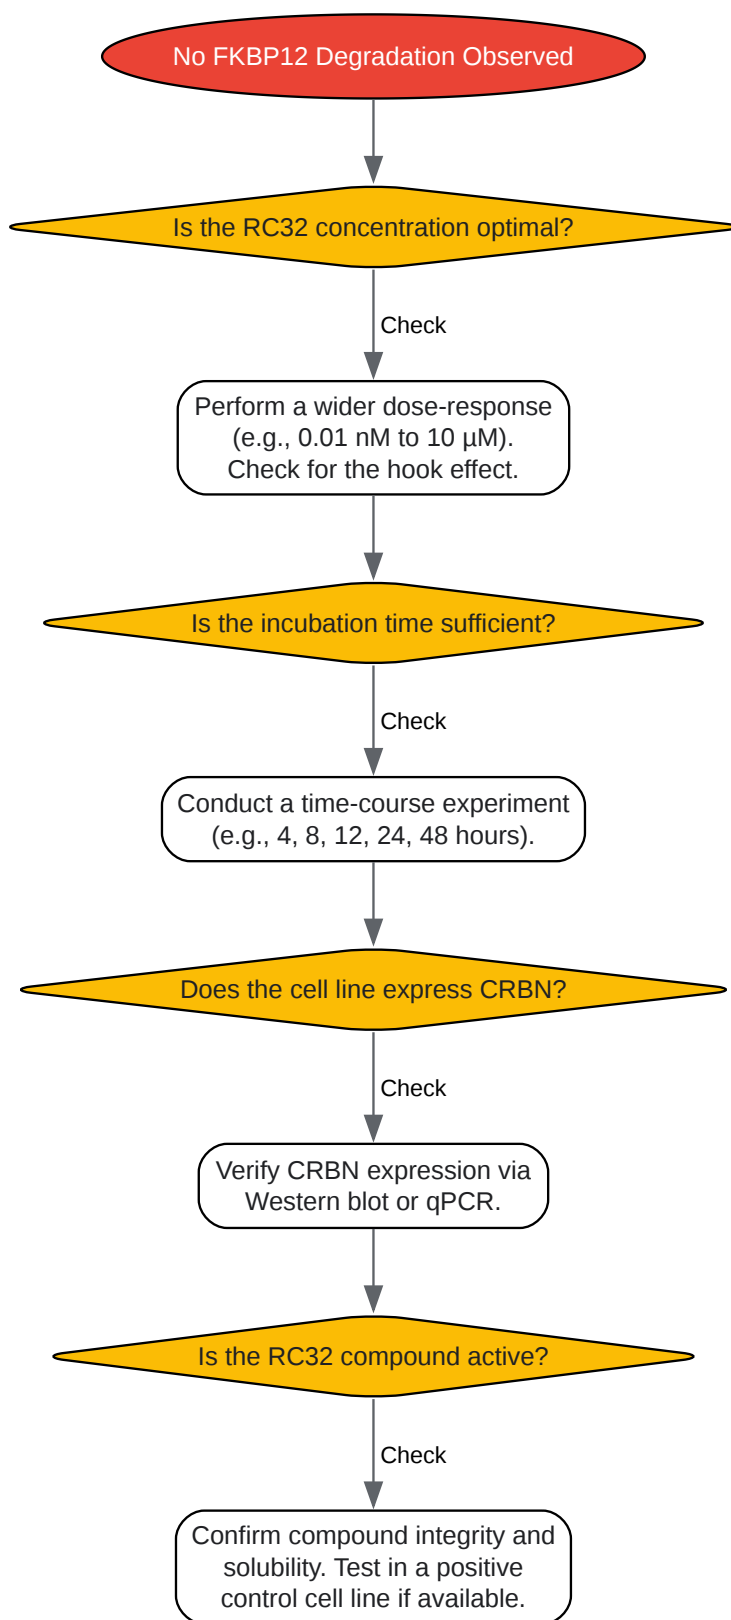 No FKBP12 Degradation Observed
Is the RC32 concentration optimal?
Check
Perform a wider dose-response
(e.g., 0.01 nM to 10 µM).
Check for the hook effect.
Is the incubation time sufficient?
Check
Conduct a time-course experiment
(e.g., 4, 8, 12, 24, 48 hours).
Does the cell line express CRBN?
Check
Verify CRBN expression via
Western blot or qPCR.
Is the RC32 compound active?
Check
Confirm compound integrity and
solubility. Test in a positive
control cell line if available.